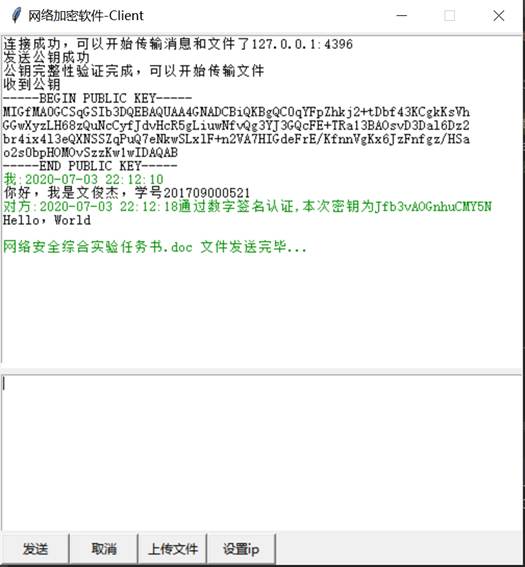 网络加密软件-Client
连接成功，可以开始传输消息和文件了127.0.0.1:4396
发送公钥成功
公钥完整性验证完成，可以开始传输文件
收到公钥
-----BEGIN PUBLIC KEY-----
MIGfMA0GCSqGSIb3DQEBAQUAA4GNADCBiQKBgQC0qYFpZhkj2+tDbf43KCgkKsVh
GGwXyzLH68zQuNcCyfJdvHcR5gLiuwNfvQg3YJ3GQcFE+TRa13BAOsvD3Dal6Dz2
br4ix4l3eQXNSSZqPuQ7eNkwSLxlF+n2VA7HIGdeFrE/KfnnVgKx6JzFnfgz/HSa
o2s0bpHOMOvSzzKw1wIDAQAB
-----END PUBLIC KEY-----
我:2020-07-03 22:12:10
你好，我是文俊杰，学号201709000521
对方:2020-07-03 22:12:18通过数字签名认证,本次密钥为Jfb3vAOGnhuCMY5N
Hello，World
网络安全综合实验任务书.doc 文件发送完毕...
发送 取消 上传文件 设置ip